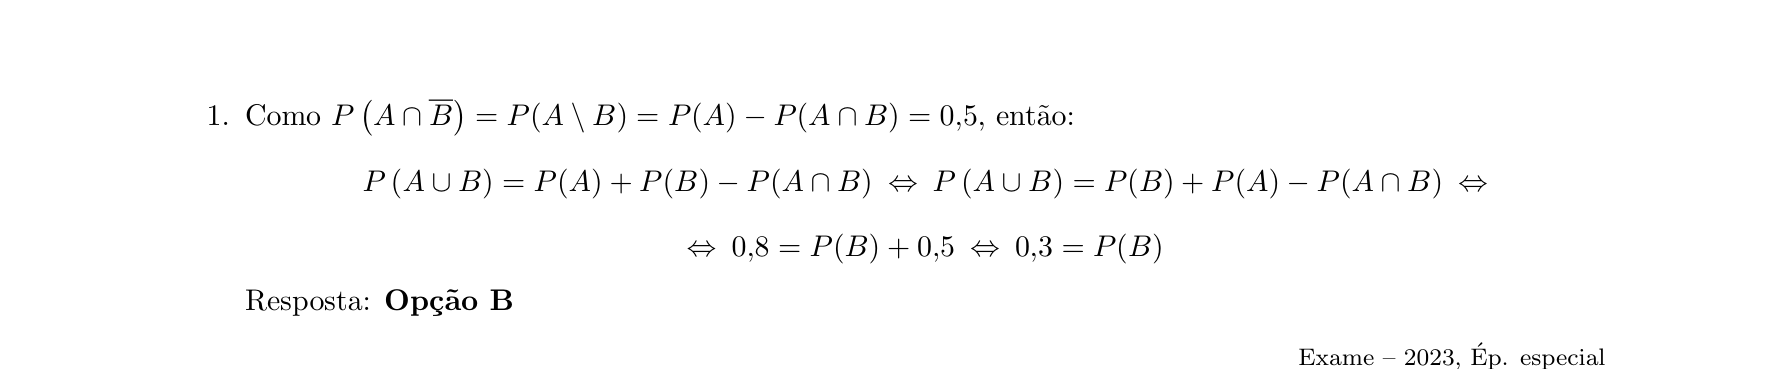 1. Como P (A ∩ B̅) = P(A \ B) = P(A) − P(A ∩ B) = 0,5, então:
P (A ∪ B) = P(A) + P(B) − P(A ∩ B) ⇔ P (A ∪ B) = P(B) + P(A) − P(A ∩ B) ⇔
⇔ 0,8 = P(B) + 0,5 ⇔ 0,3 = P(B)
Resposta: Opção B
Exame – 2023, Ép. especial